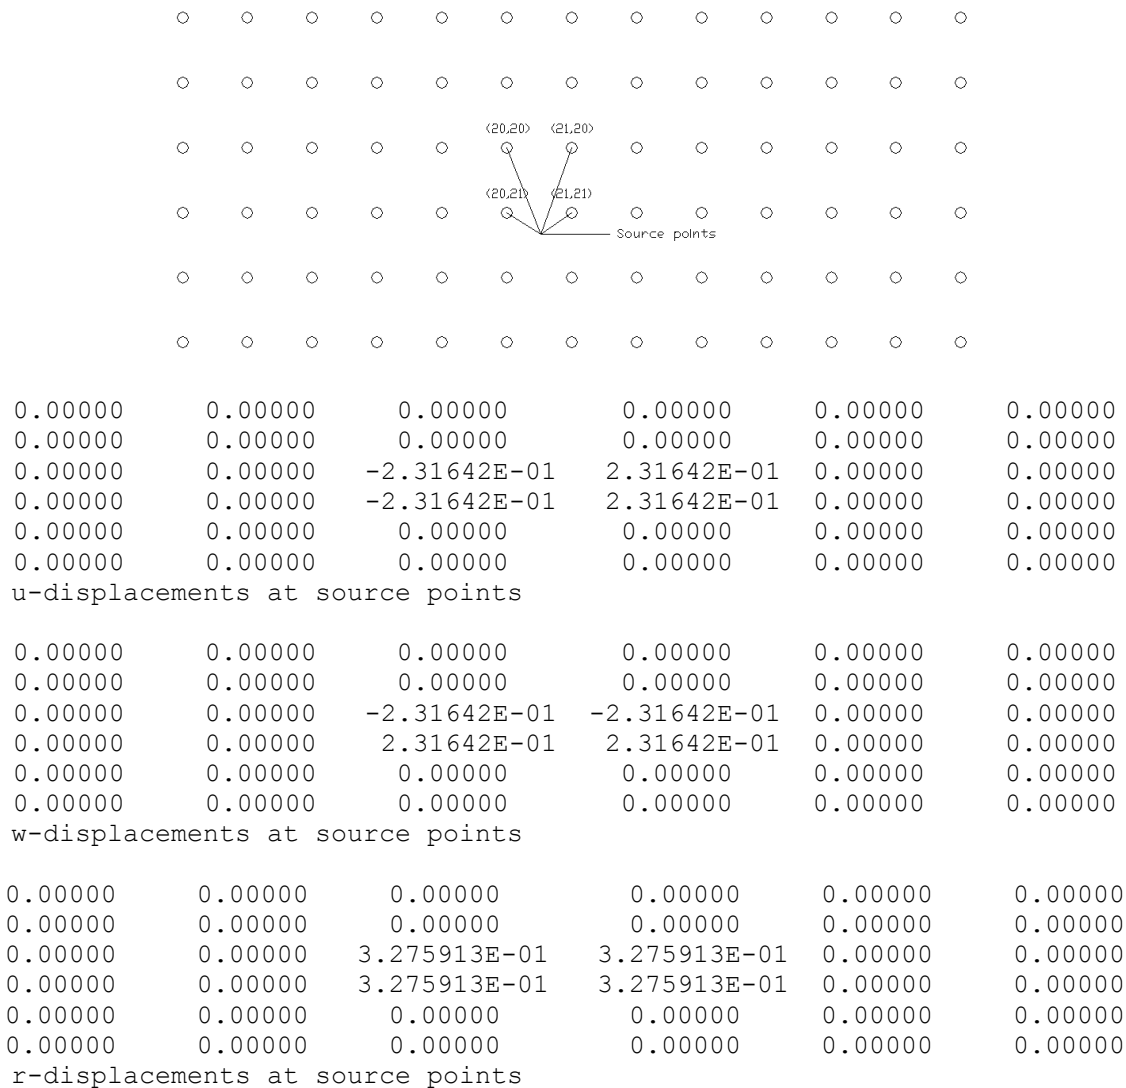 (20,20) (21,20)
(20,21) (21,21)
Source points
0.00000 0.00000 0.00000 0.00000 0.00000 0.00000
0.00000 0.00000 0.00000 0.00000 0.00000 0.00000
0.00000 0.00000 -2.31642E-01 2.31642E-01 0.00000 0.00000
0.00000 0.00000 -2.31642E-01 2.31642E-01 0.00000 0.00000
0.00000 0.00000 0.00000 0.00000 0.00000 0.00000
0.00000 0.00000 0.00000 0.00000 0.00000 0.00000
u-displacements at source points
0.00000 0.00000 0.00000 0.00000 0.00000 0.00000
0.00000 0.00000 0.00000 0.00000 0.00000 0.00000
0.00000 0.00000 -2.31642E-01 -2.31642E-01 0.00000 0.00000
0.00000 0.00000 2.31642E-01 2.31642E-01 0.00000 0.00000
0.00000 0.00000 0.00000 0.00000 0.00000 0.00000
0.00000 0.00000 0.00000 0.00000 0.00000 0.00000
w-displacements at source points
0.00000 0.00000 0.00000 0.00000 0.00000 0.00000
0.00000 0.00000 0.00000 0.00000 0.00000 0.00000
0.00000 0.00000 3.275913E-01 3.275913E-01 0.00000 0.00000
0.00000 0.00000 3.275913E-01 3.275913E-01 0.00000 0.00000
0.00000 0.00000 0.00000 0.00000 0.00000 0.00000
0.00000 0.00000 0.00000 0.00000 0.00000 0.00000
r-displacements at source points